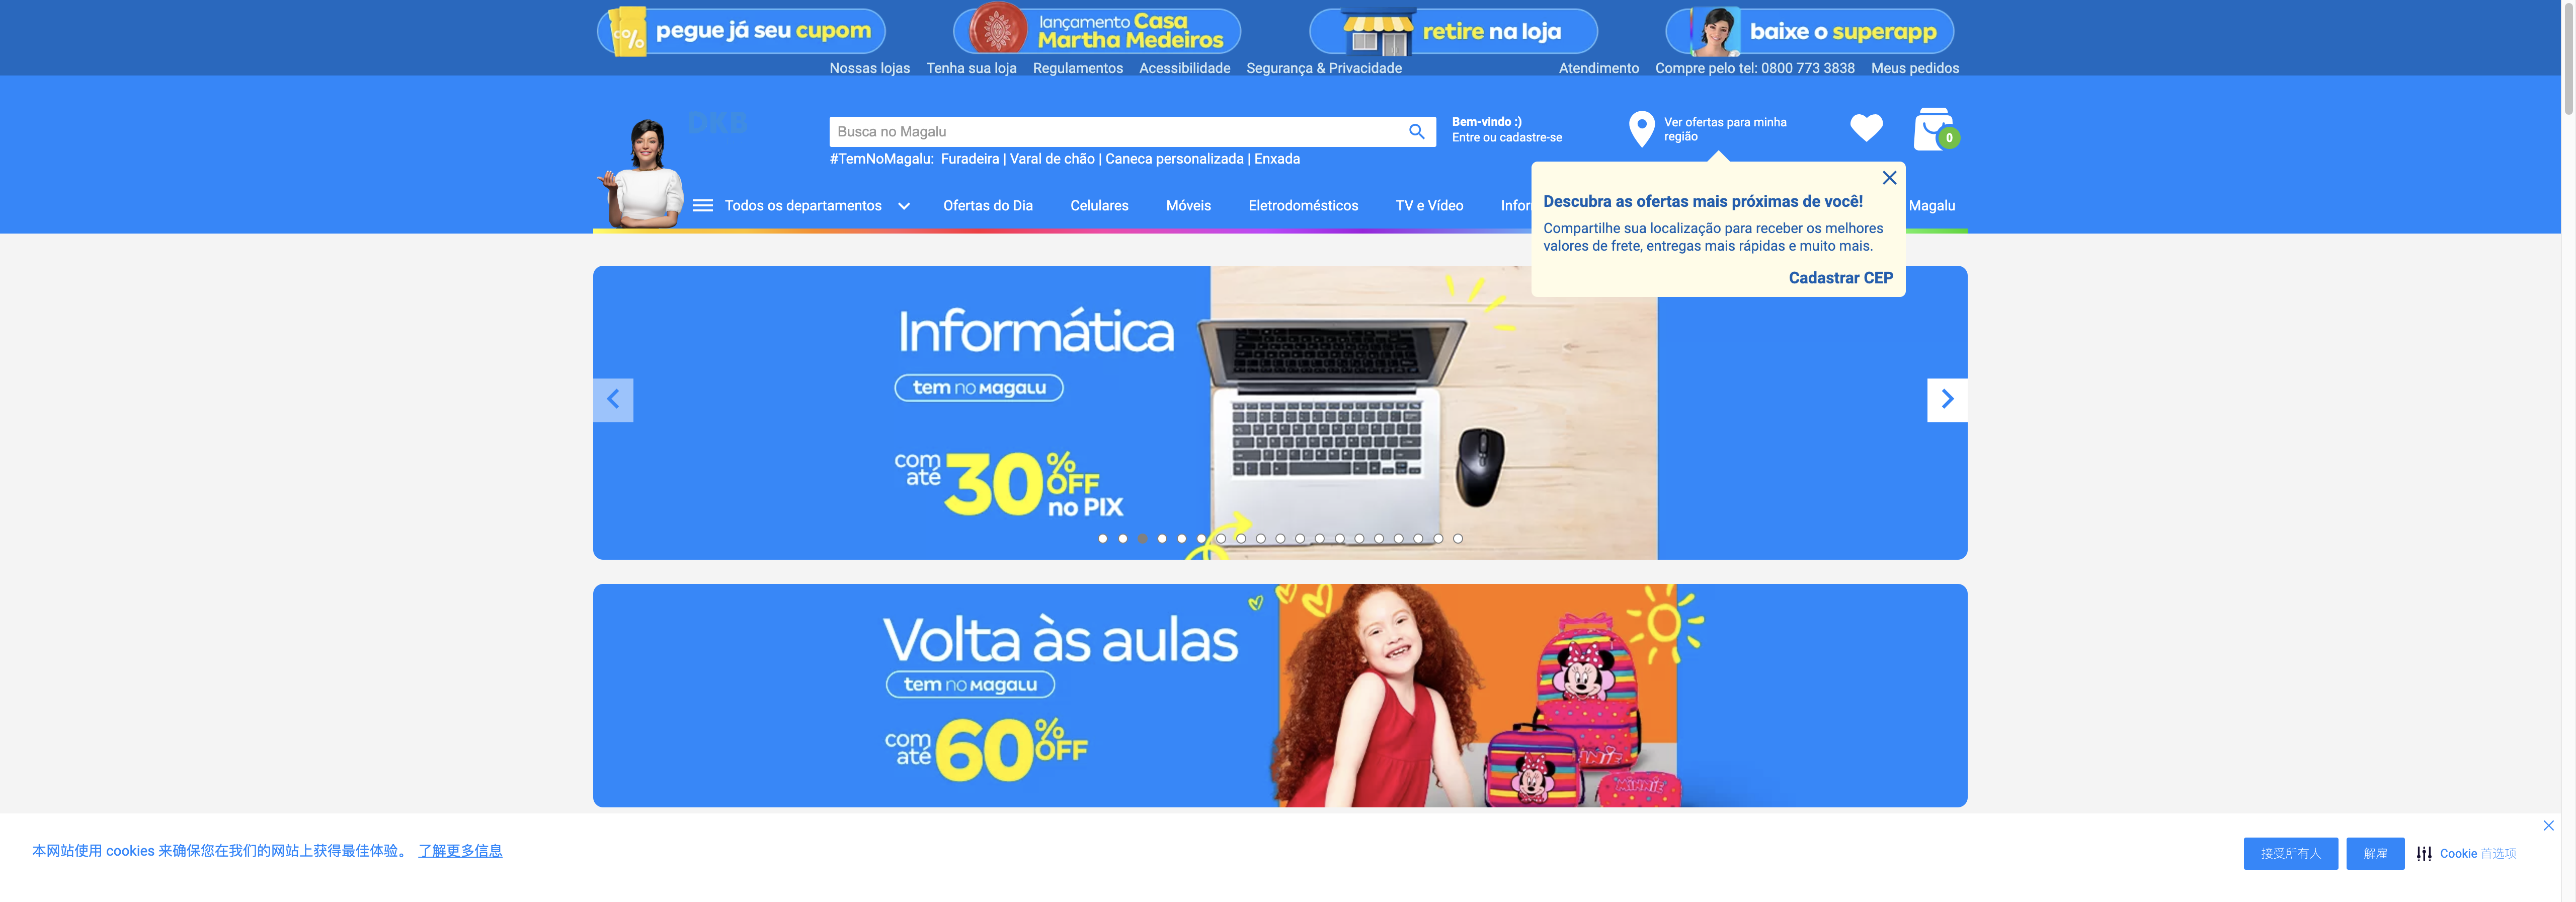 pegue já seu cupom
lançamento Casa
Martha Medeiros
retire na loja
baixe o superapp
Nossas lojas Tenha sua loja Regulamentos Acessibilidade Segurança & Privacidade Atendimento Compre pelo tel: 0800 773 3838 Meus pedidos
DKB
Busca no Magalu
Bem-vindo :)
Entre ou cadastre-se
Ver ofertas para minha
região
0
#TemNoMagalu: Furadeira | Varal de chão | Caneca personalizada | Enxada
Todos os departamentos Ofertas do Dia Celulares Móveis Eletrodomésticos TV e Vídeo Infor Magalu
Descubra as ofertas mais próximas de você!
Compartilhe sua localização para receber os melhores
valores de frete, entregas mais rápidas e muito mais.
Cadastrar CEP
Informática
tem no Magalu
com até 30% OFF
no PIX
Volta às aulas
tem no Magalu
com até 60% OFF
MINNIE
本网站使用 cookies 来确保您在我们的网站上获得最佳体验。 了解更多信息
接受所有人
解雇
Cookie 首选项